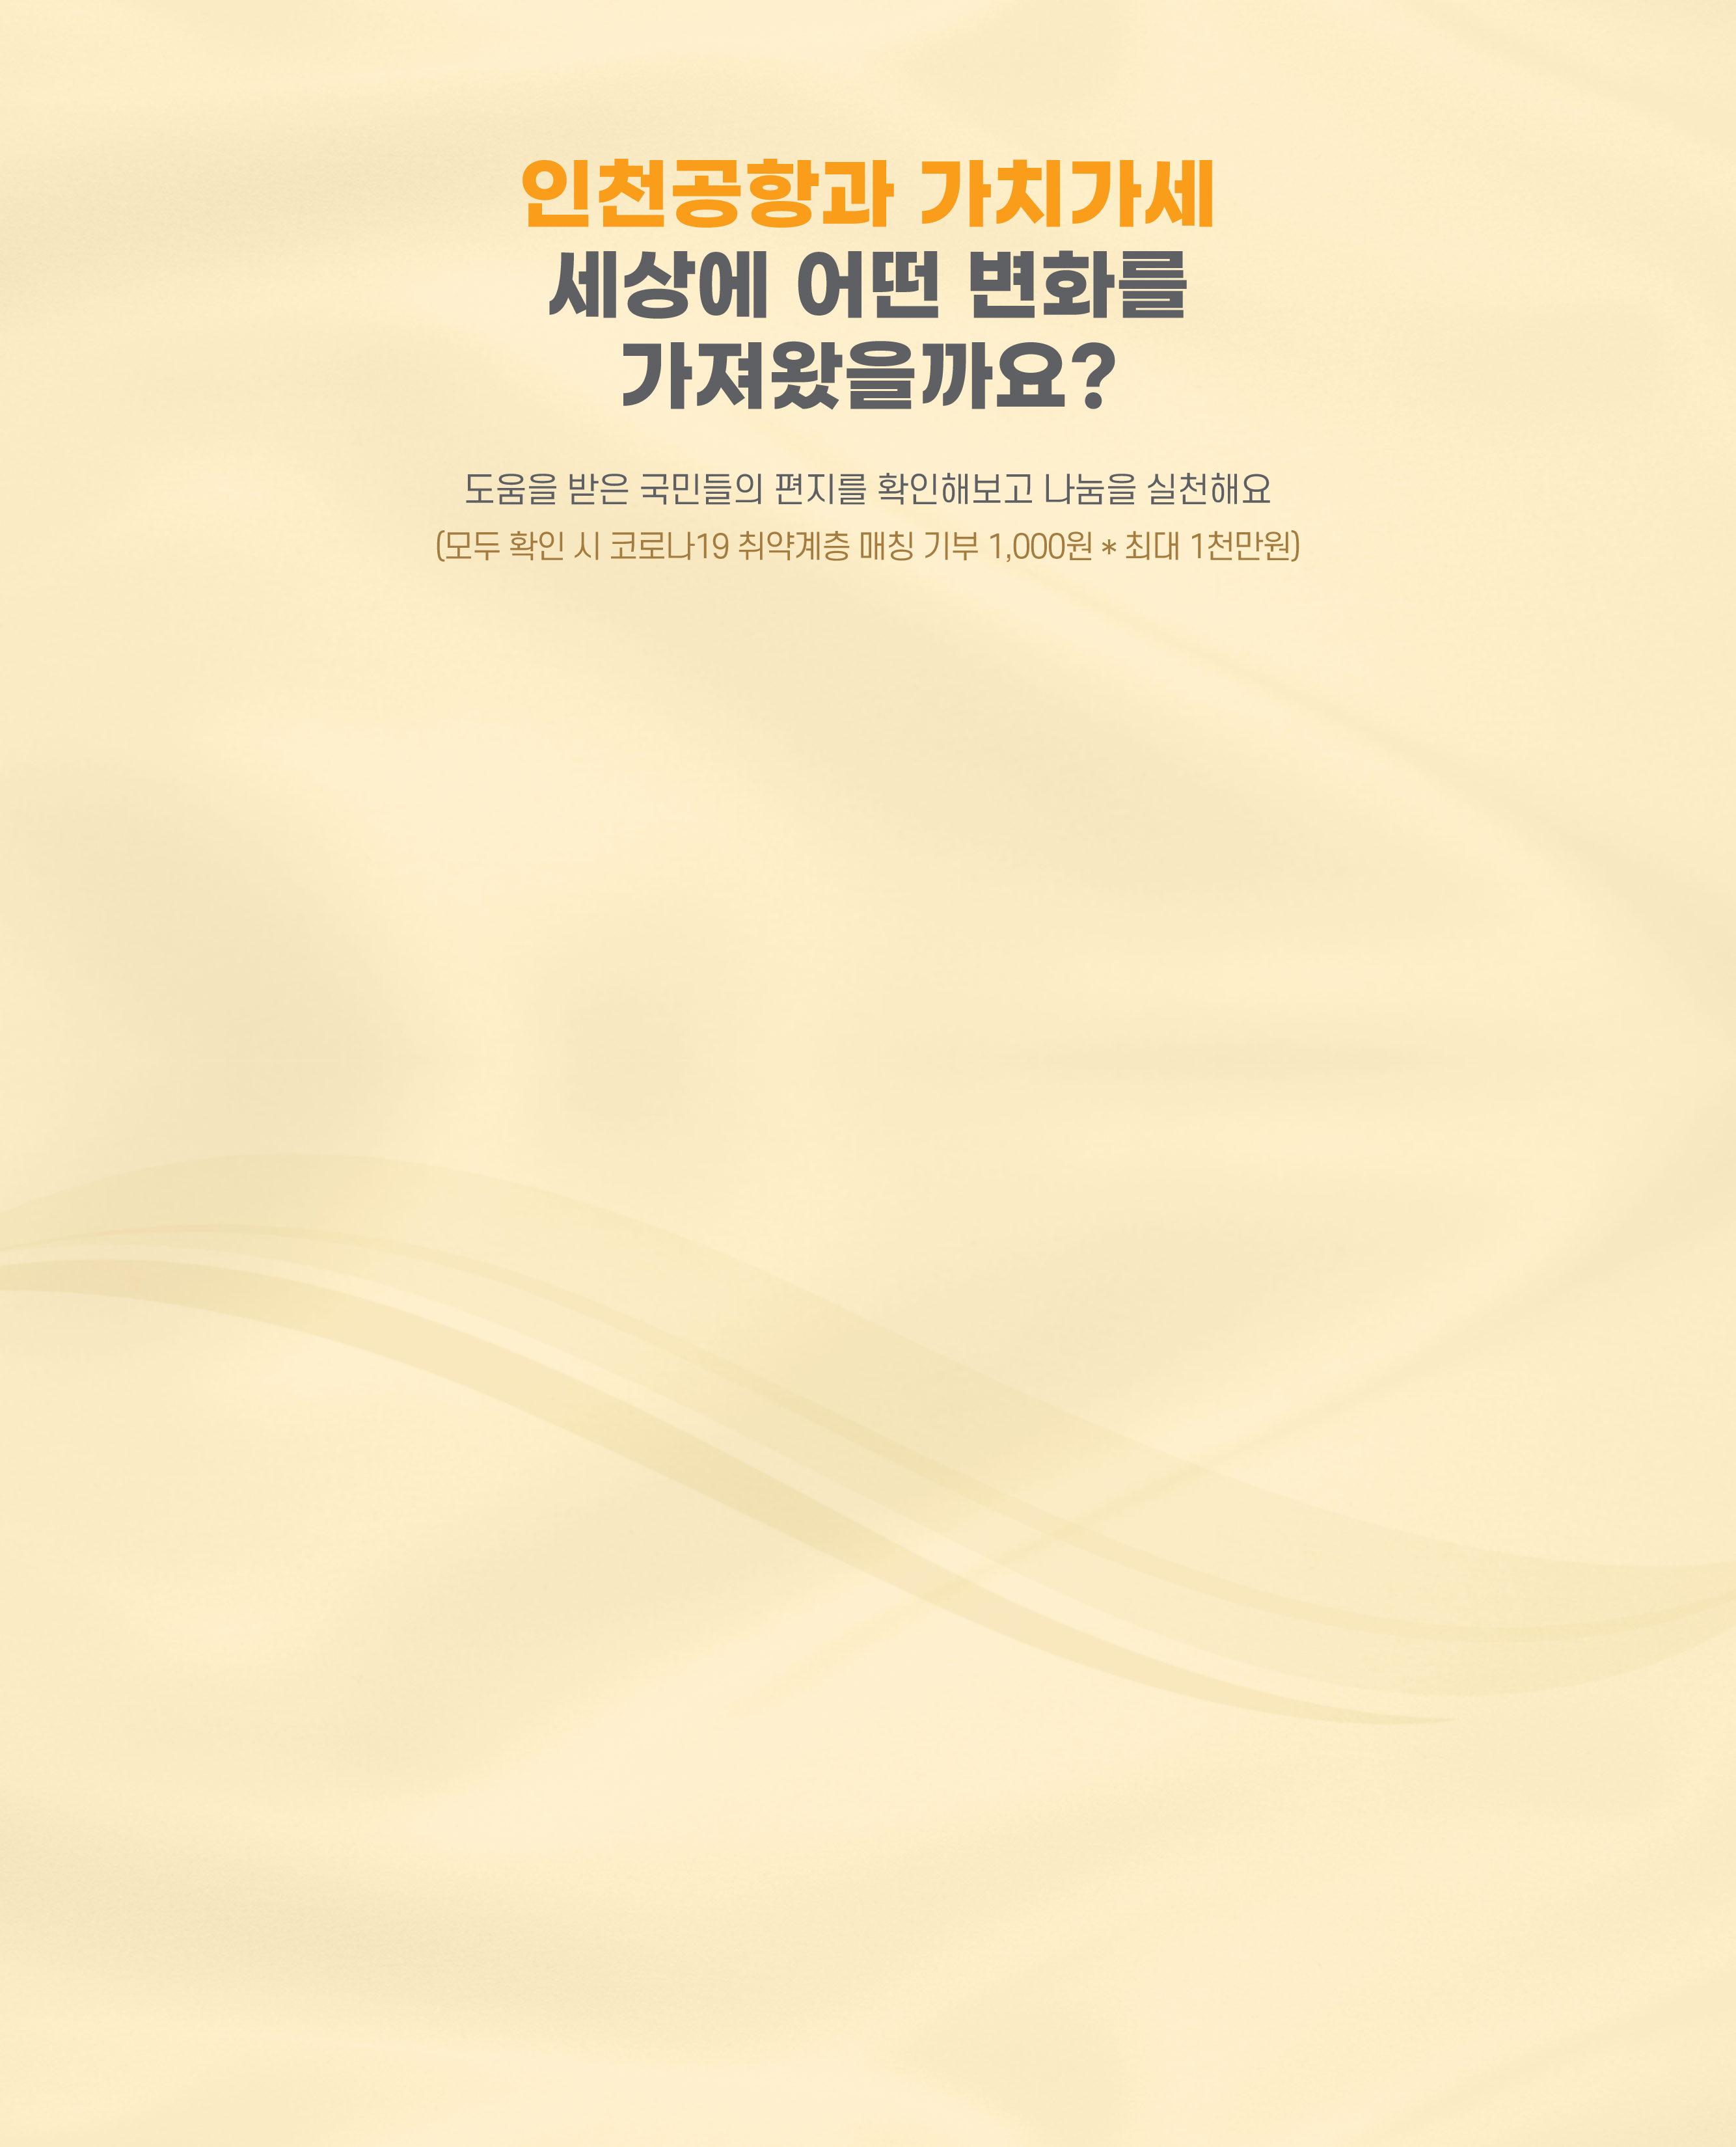 인천공항과 가치가세
세상에 어떤 변화를
가져왔을까요?
도움을 받은 국민들의 편지를 확인해보고 나눔을 실천해요
(모두 확인 시 코로나19 취약계층 매칭 기부 1,000원 * 최대 1천만원)